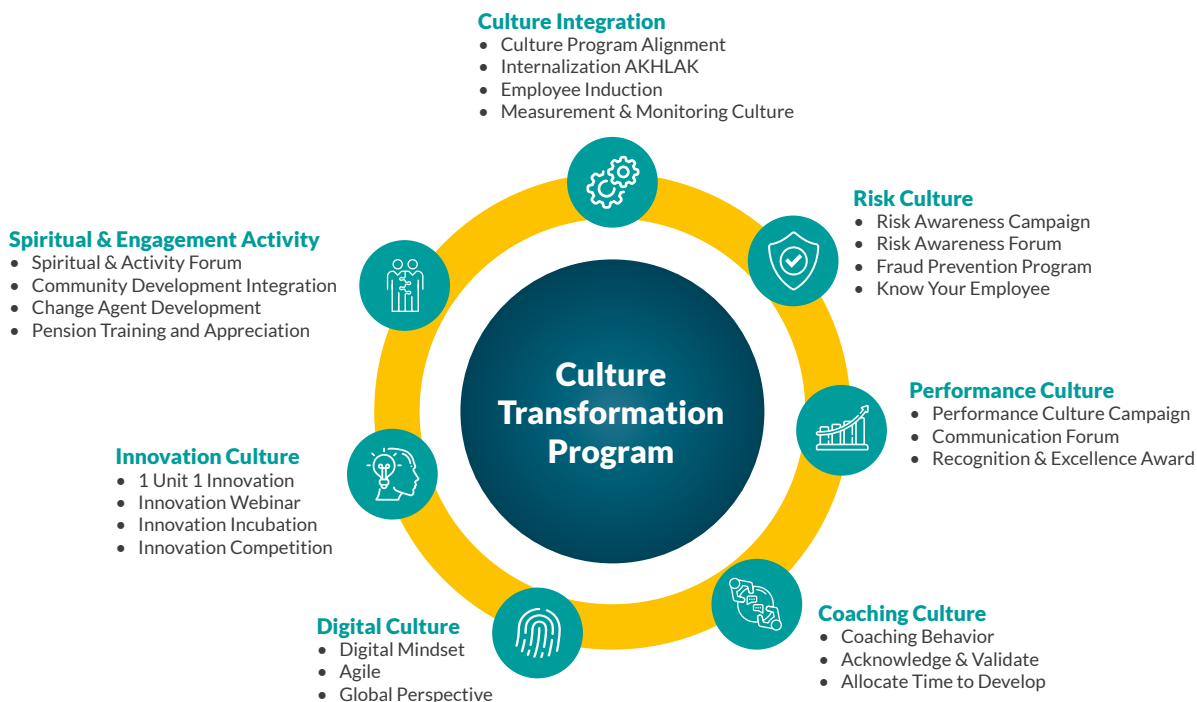 Culture Integration
• Culture Program Alignment
• Internalization AKHLAK
• Employee Induction
• Measurement & Monitoring Culture
Risk Culture
• Risk Awareness Campaign
• Risk Awareness Forum
• Fraud Prevention Program
• Know Your Employee
Performance Culture
• Performance Culture Campaign
• Communication Forum
• Recognition & Excellence Award
Coaching Culture
• Coaching Behavior
• Acknowledge & Validate
• Allocate Time to Develop
Digital Culture
• Digital Mindset
• Agile
• Global Perspective
Innovation Culture
• 1 Unit 1 Innovation
• Innovation Webinar
• Innovation Incubation
• Innovation Competition
Spiritual & Engagement Activity
• Spiritual & Activity Forum
• Community Development Integration
• Change Agent Development
• Pension Training and Appreciation
Culture
Transformation
Program